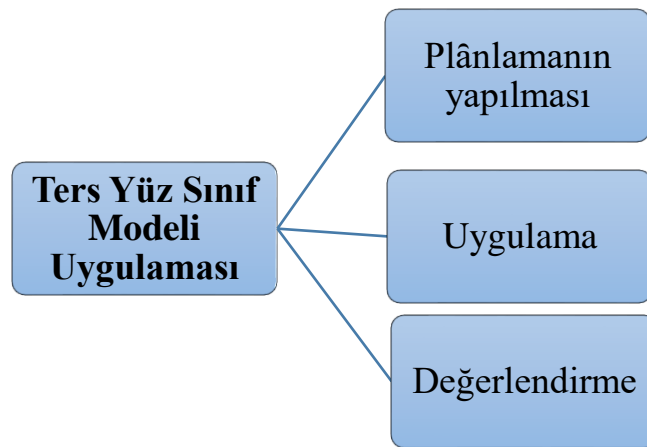 Ters Yüz Sınıf
Modeli
Uygulaması
Plânlamanın
yapılması
Uygulama
Değerlendirme